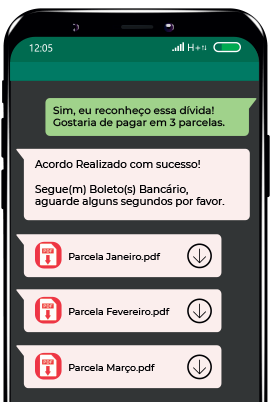 12:05 H+
Sim, eu reconheço essa dívida!
Gostaria de pagar em 3 parcelas.
Acordo Realizado com sucesso!
Segue(m) Boleto(s) Bancário,
aguarde alguns segundos por favor.
PDF Parcela Janeiro.pdf
PDF Parcela Fevereiro.pdf
PDF Parcela Março.pdf